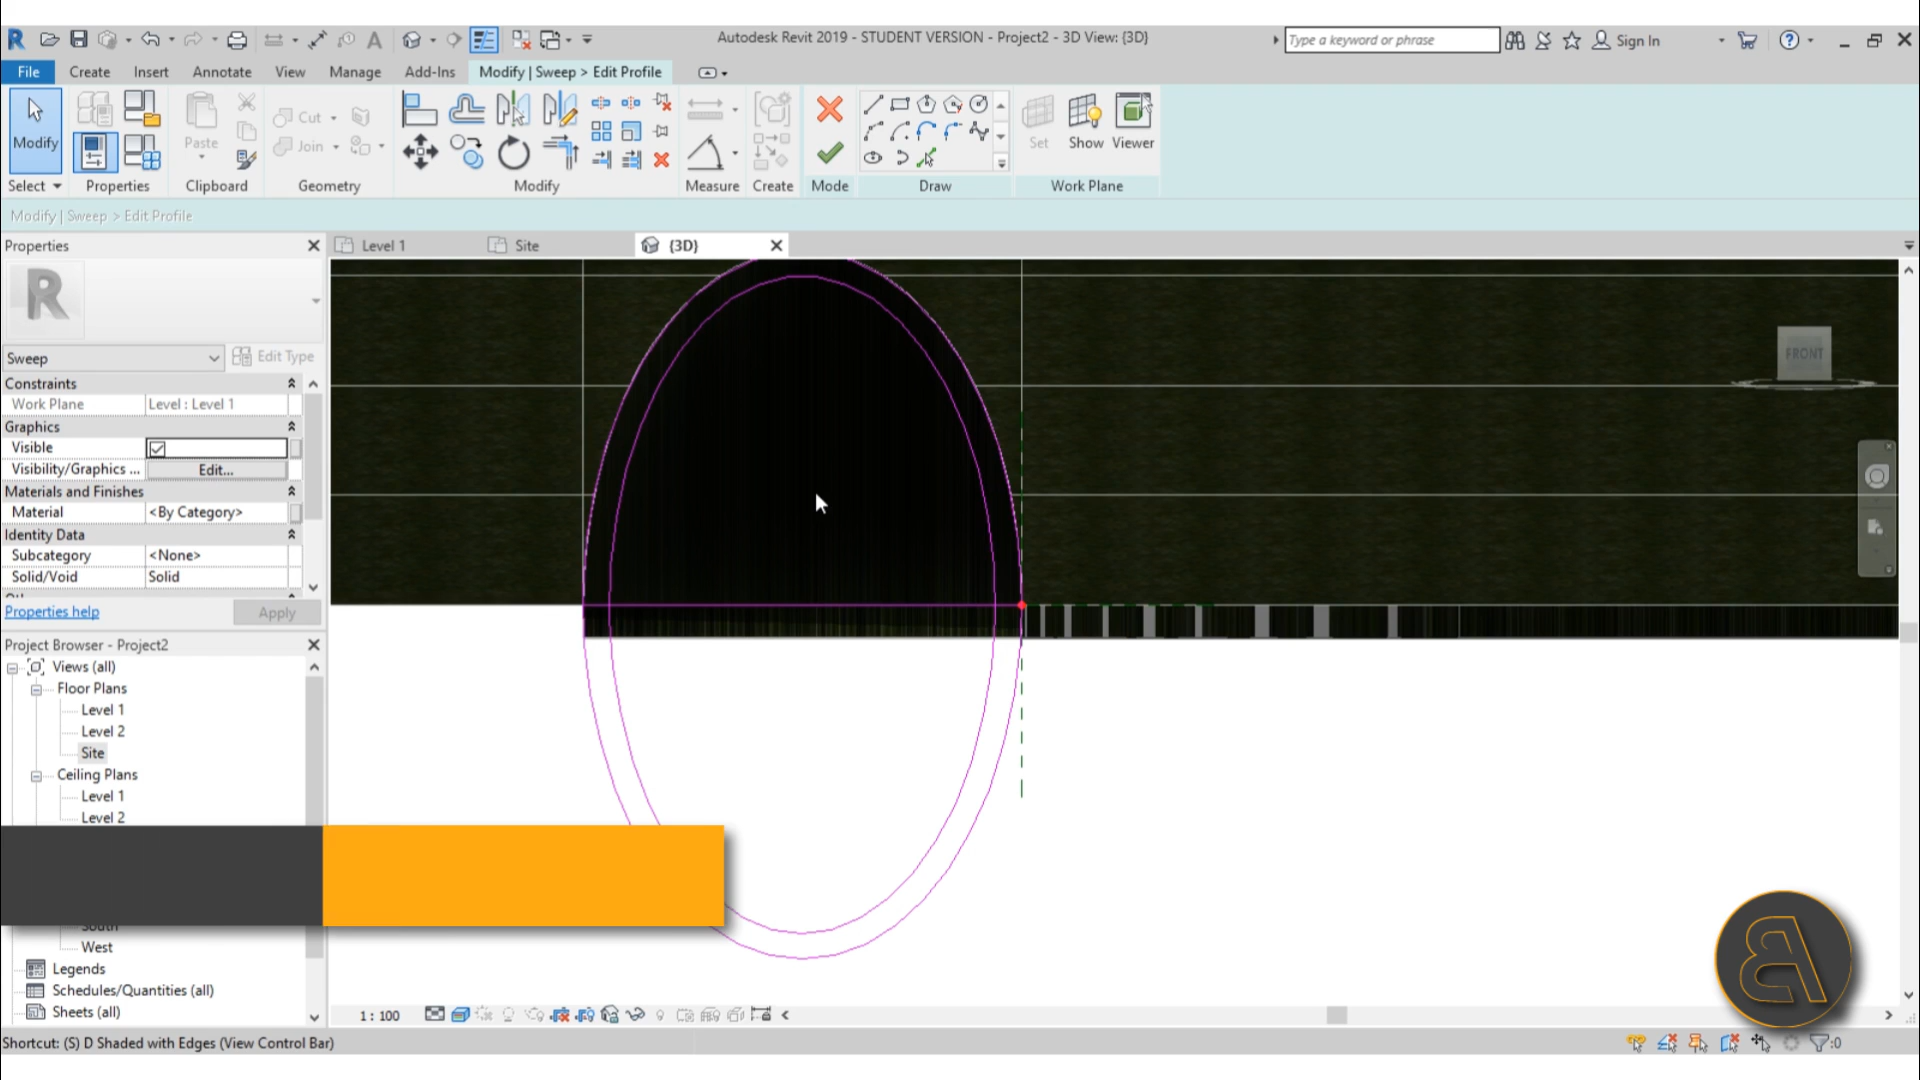 Autodesk Revit 2019 - STUDENT VERSION - Project2 - 3D View: {3D}
Type a keyword or phrase
Sign In
File
Create
Insert
Annotate
View
Manage
Add-Ins
Modify | Sweep > Edit Profile
Modify
Paste
Cut
Join
Set
Show
Viewer
Select
Properties
Clipboard
Geometry
Modify
Measure
Create
Mode
Draw
Work Plane
Modify | Sweep > Edit Profile
Properties
Level 1
Site
{3D}
R
Sweep
Edit Type
Constraints
Work Plane
Level : Level 1
Graphics
Visible
Visibility/Graphics ...
Edit...
Materials and Finishes
Material
<By Category>
Identity Data
Subcategory
<None>
Solid/Void
Solid
Properties help
Apply
FRONT
Project Browser - Project2
Views (all)
Floor Plans
Level 1
Level 2
Site
Ceiling Plans
Level 1
Level 2
South
West
Legends
Schedules/Quantities (all)
Sheets (all)
1 : 100
Shortcut: (S) D Shaded with Edges (View Control Bar)
:0